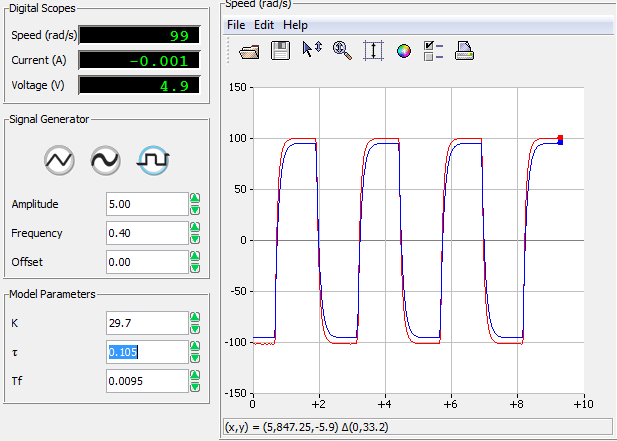 Digital Scopes
Speed (rad/s) 99
Current (A) -0.001
Voltage (V) 4.9
Signal Generator
Amplitude 5.00
Frequency 0.40
Offset 0.00
Model Parameters
K 29.7
τ 0.105
Tf 0.0095
Speed (rad/s)
File Edit Help
150
100
50
0
-50
-100
-150
0 +2 +4 +6 +8 +10
(x,y) = (5,847.25,-5.9) Δ(0,33.2)